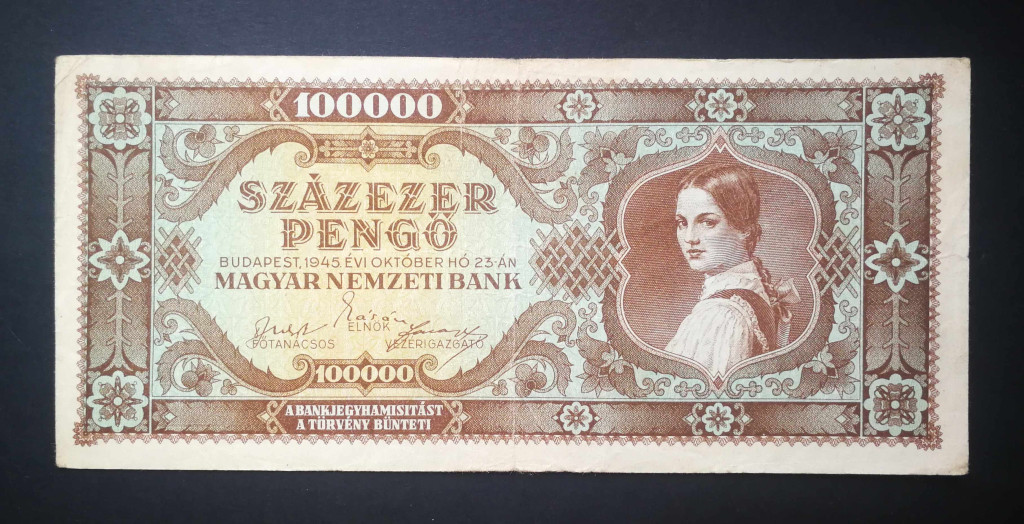 100000
SZÁZEZER
PENGŐ
BUDAPEST, 1945. ÉVI OKTÓBER HÓ 23-ÁN
MAGYAR NEMZETI BANK
ELNÖK
FŐTANÁCSOS VEZÉRIGAZGATÓ
100000
A BANKJEGYHAMISITÁST
A TÖRVÉNY BÜNTETI